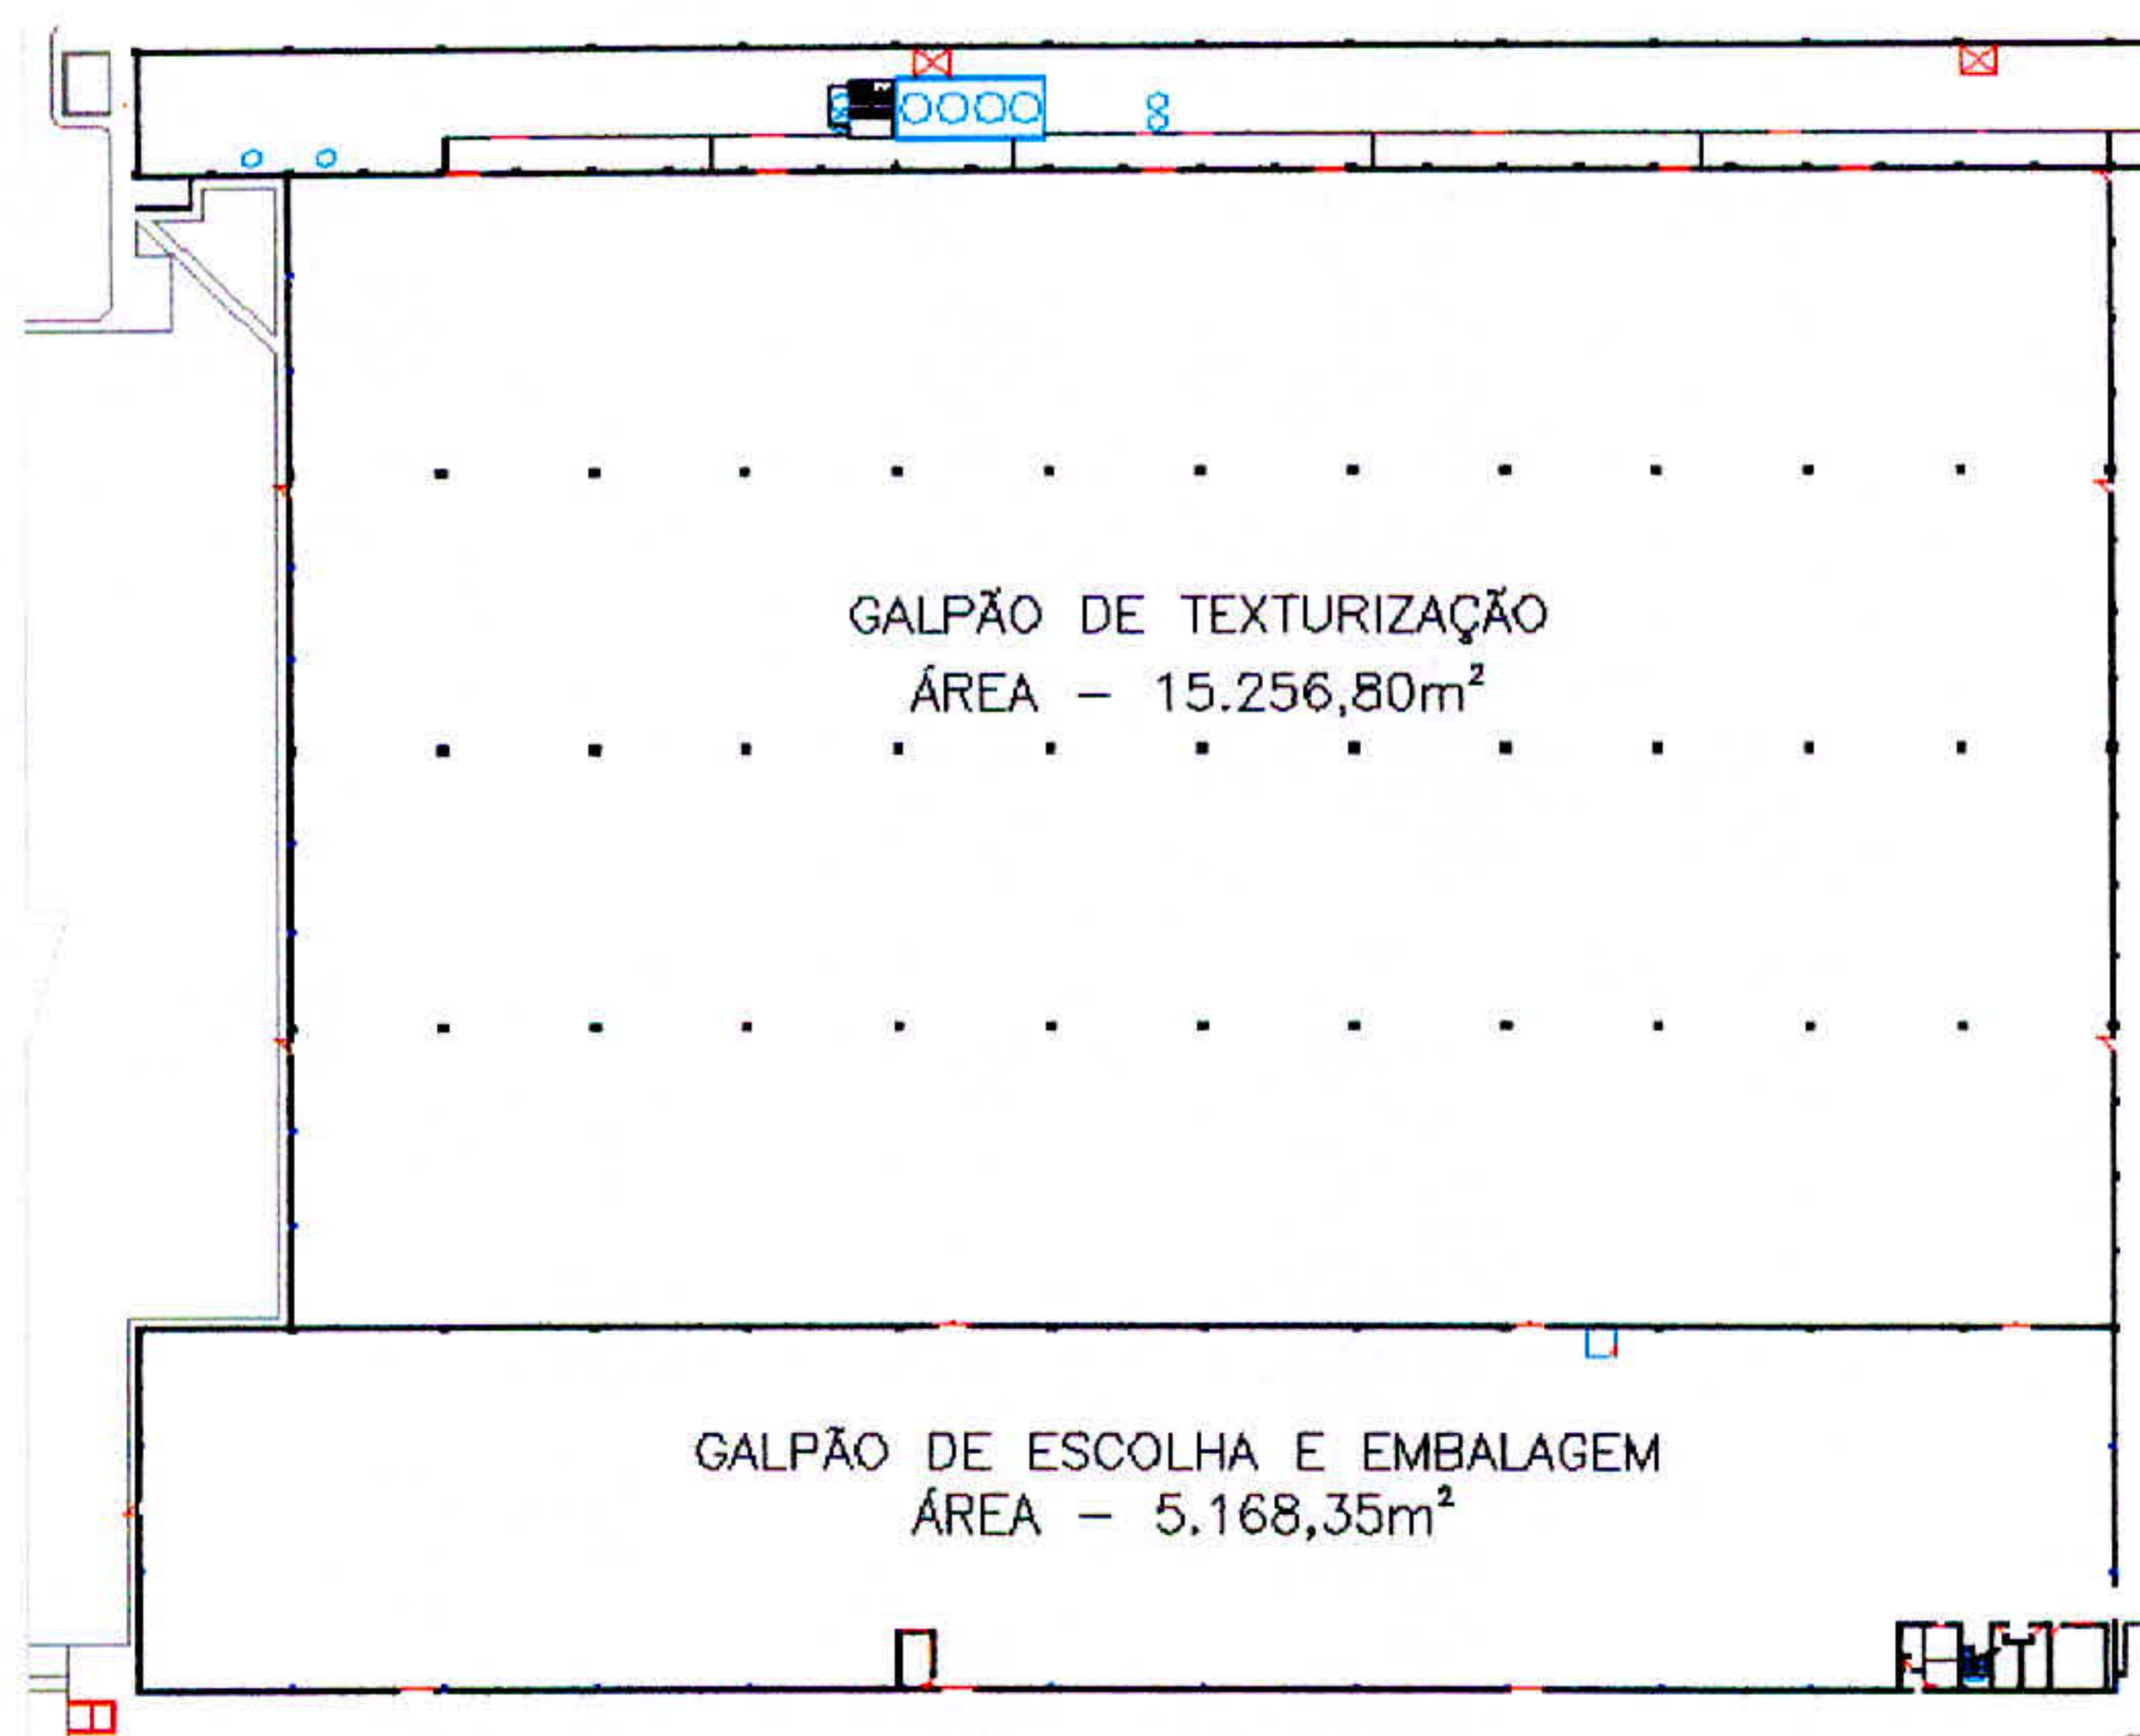 GALPÃO DE TEXTURIZAÇÃO
ÁREA – 15.256,80m²
GALPÃO DE ESCOLHA E EMBALAGEM
ÁREA – 5.168,35m²